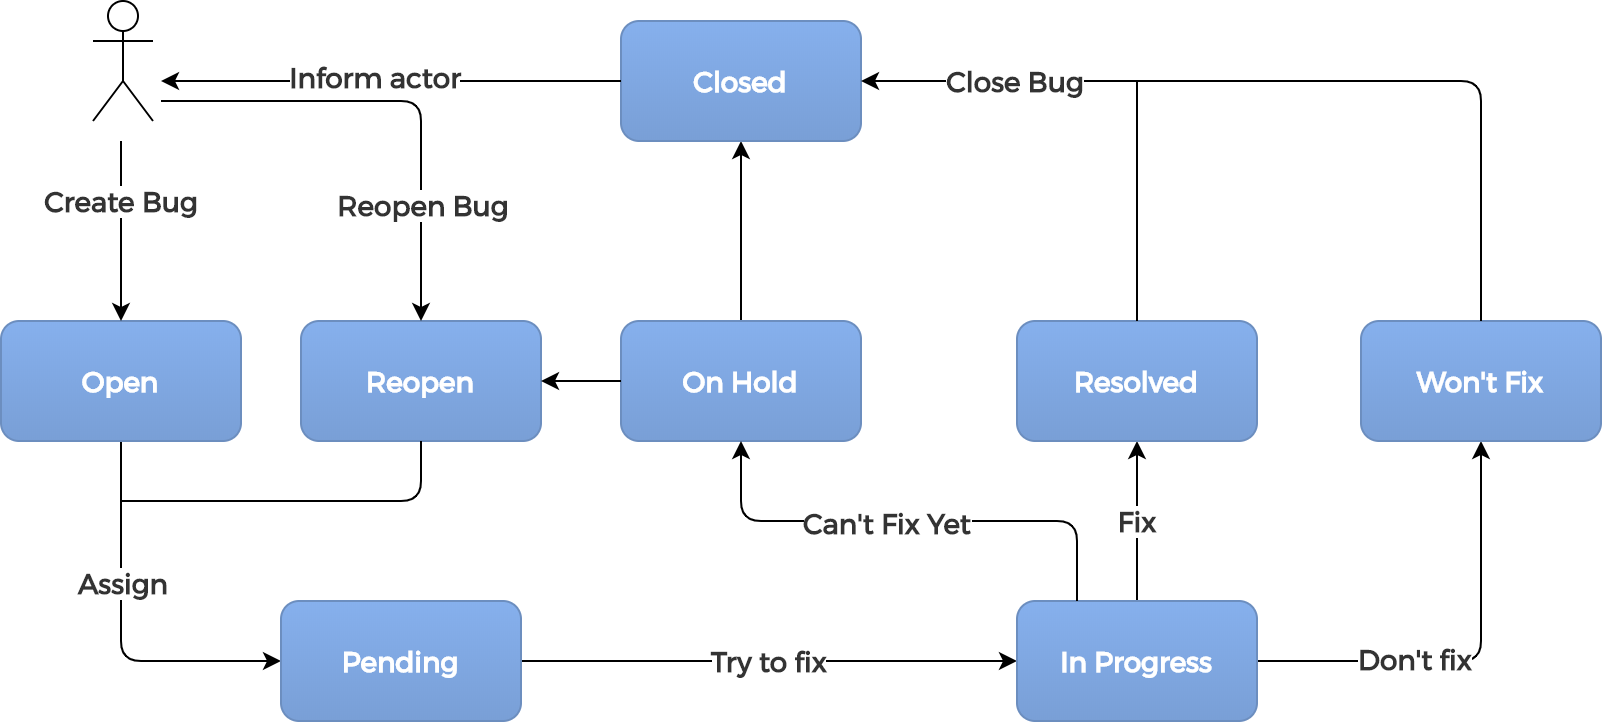 Inform actor
Closed
Close Bug
Create Bug
Reopen Bug
Open
Reopen
On Hold
Resolved
Won't Fix
Can't Fix Yet
Fix
Assign
Pending
Try to fix
In Progress
Don't fix